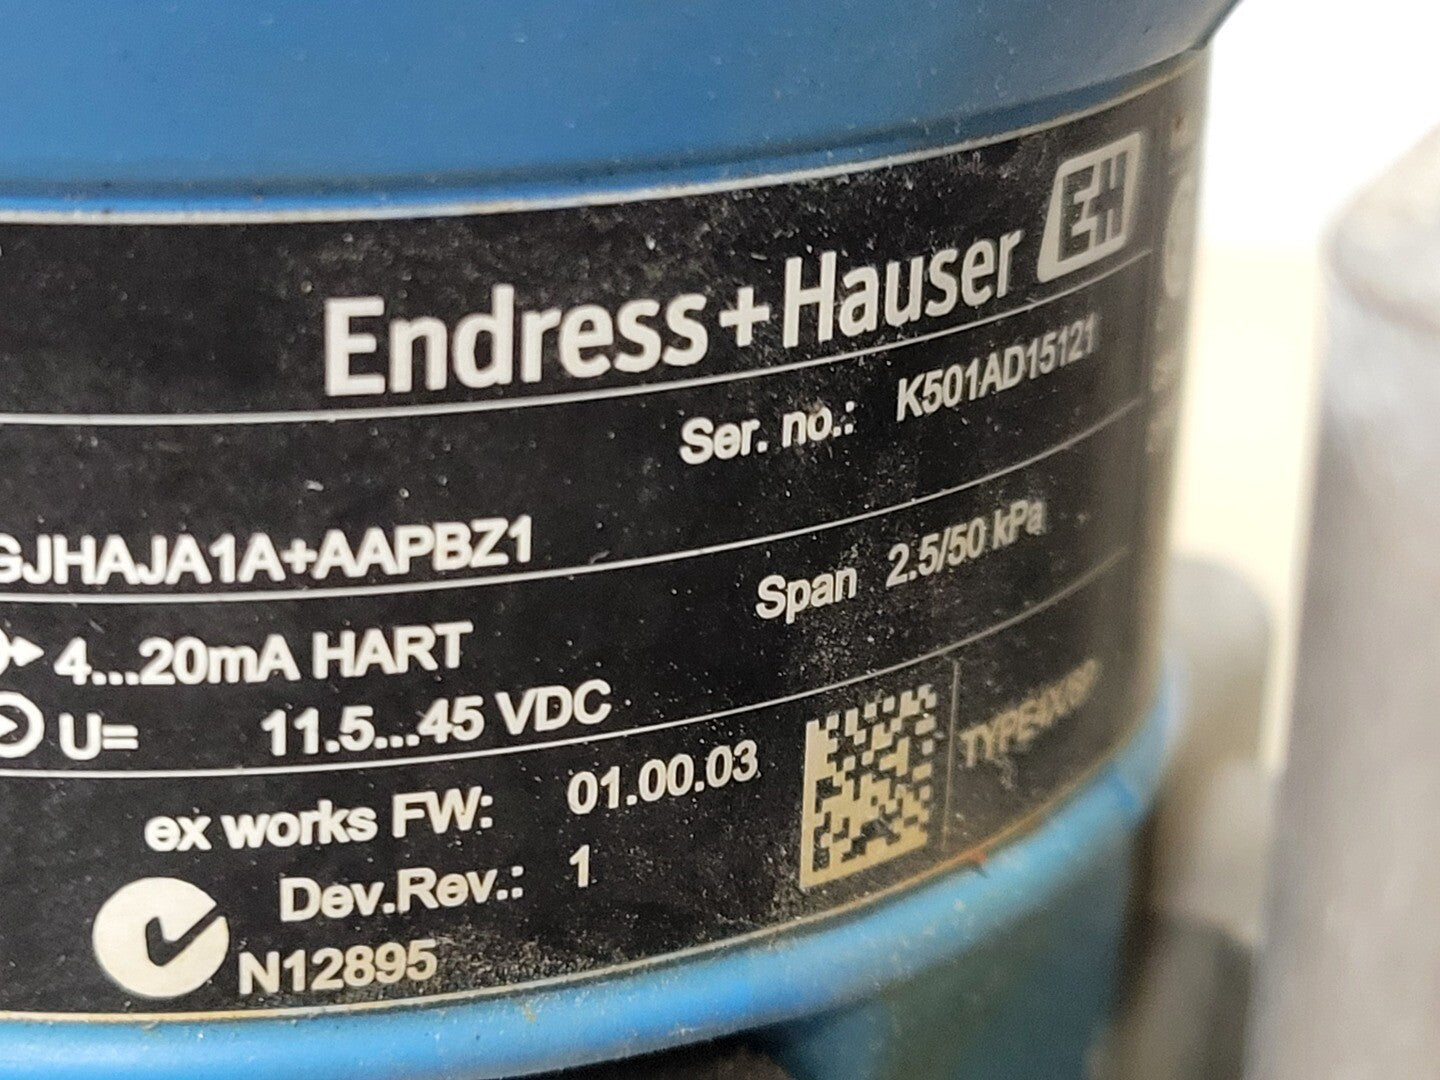 Endress+Hauser EH
Ser. no.: K501AD15121
GJHAJA1A+AAPBZ1
Span 2.5/50 kPa
4...20mA HART
U= 11.5...45 VDC
ex works FW: 01.00.03
Dev.Rev.: 1
N12895